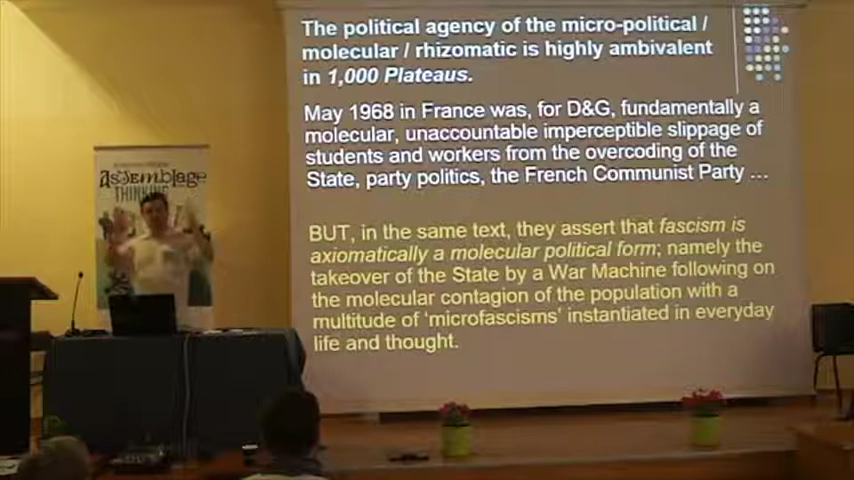 The political agency of the micro-political /
molecular / rhizomatic is highly ambivalent
in 1,000 Plateaus.
May 1968 in France was, for D&G, fundamentally a
molecular, unaccountable, imperceptible slippage of
students and workers from the overcoding of the
State, party politics, the French Communist Party ...
BUT, in the same text, they assert that fascism is
axiomatically a molecular political form; namely the
takeover of the State by a War Machine following on
the molecular contagion of the population with a
multitude of 'microfascisms' instantiated in everyday
life and thought.
Assemblage
THINKING